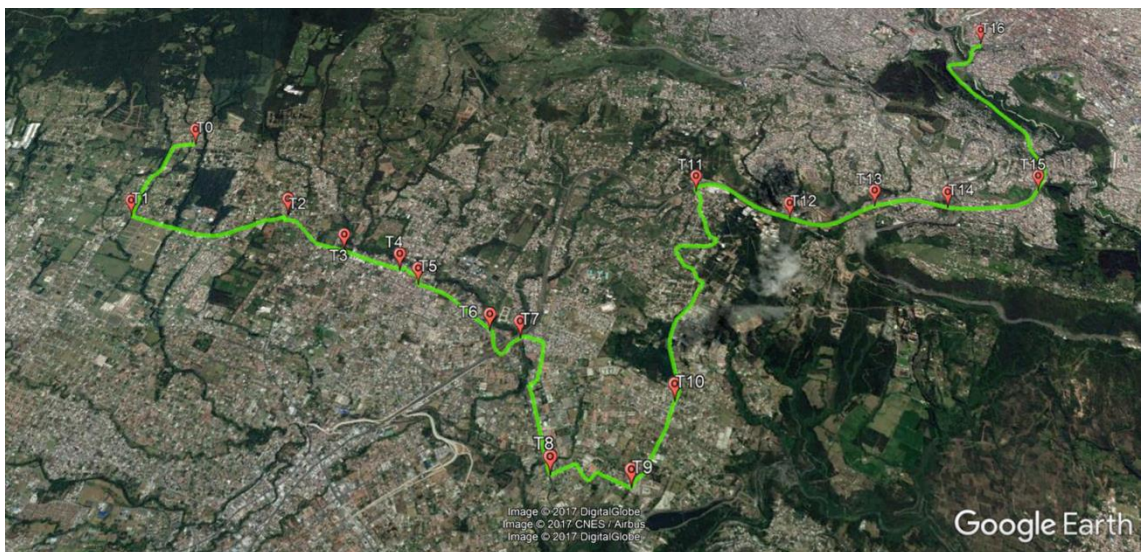 T16
T0
T11
T15
T1
T2
T13
T14
T12
T3
T4
T5
T6
T7
T10
T8
T9
Image © 2017 DigitalGlobe
Image © 2017 CNES / Airbus
Image © 2017 DigitalGlobe
Google Earth